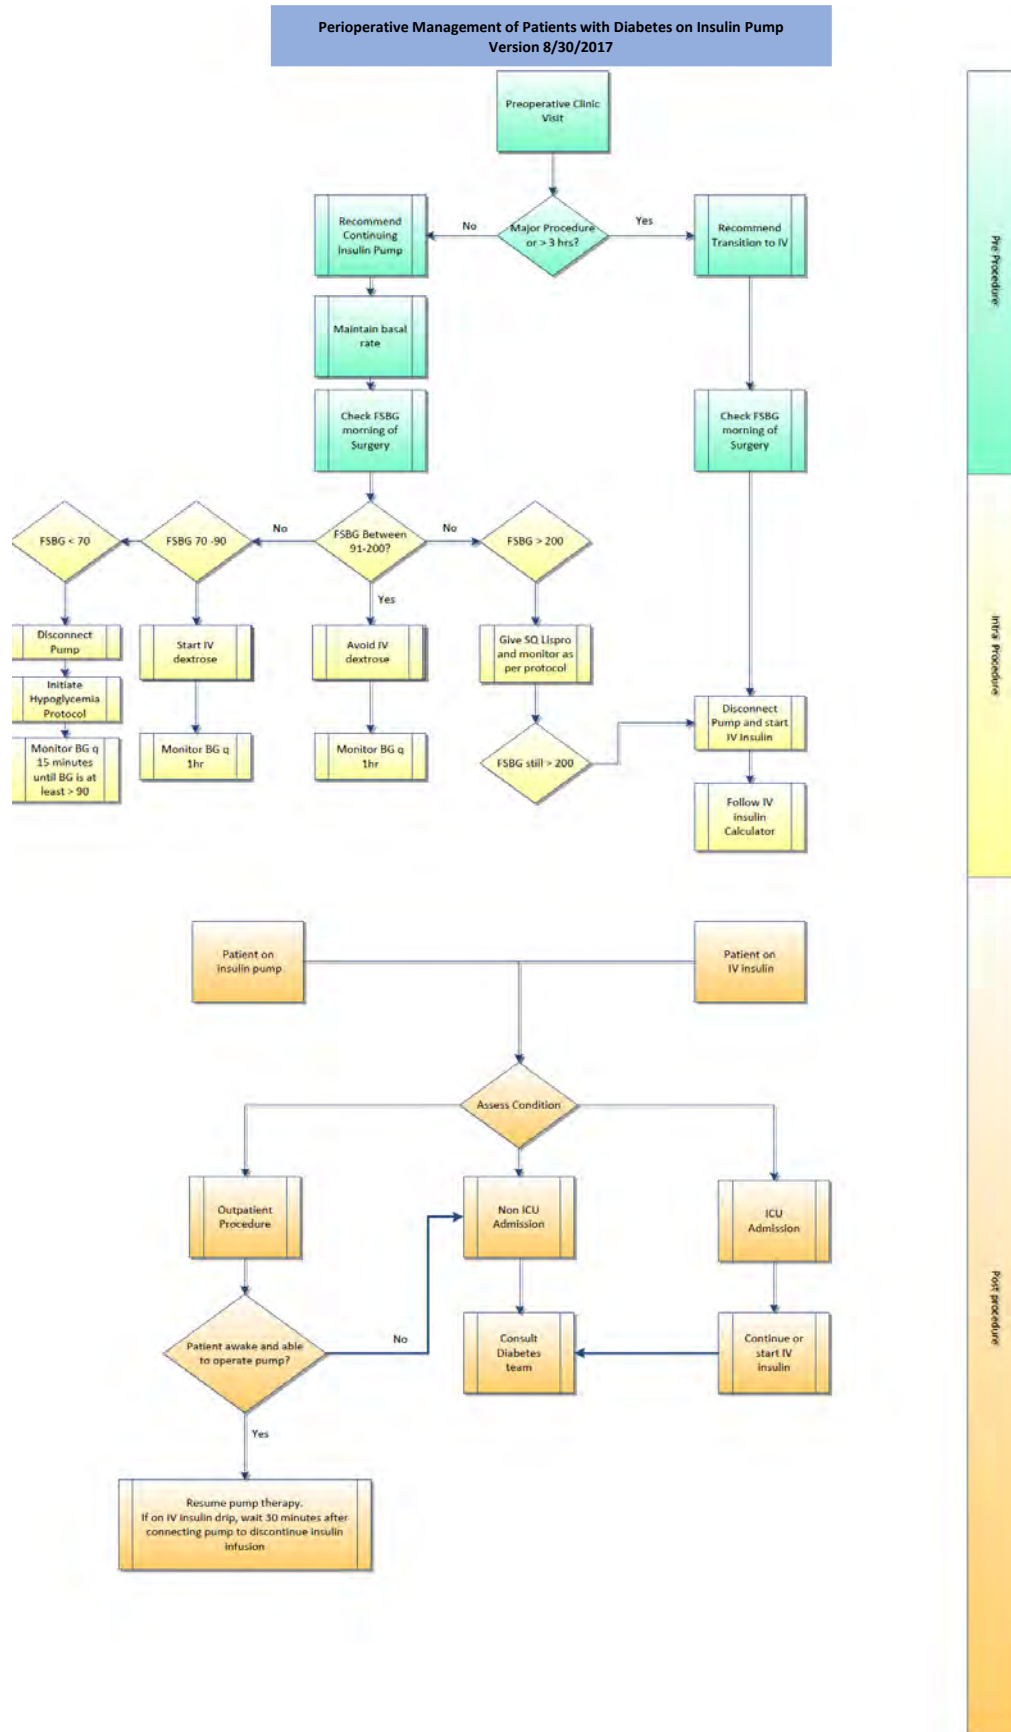 Perioperative Management of Patients with Diabetes on Insulin Pump
Version 8/30/2017
Preoperative Clinic
Visit
Major Procedure
or > 3 hrs?
No
Yes
Recommend
Continuing
Insulin Pump
Recommend
Transition to IV
Maintain basal
rate
Check FSBG
morning of
Surgery
Check FSBG
morning of
Surgery
Pre Procedure
FSBG < 70
FSBG 70 -90
No
FSBG Between
91-200?
No
FSBG > 200
Yes
Disconnect
Pump
Start IV
dextrose
Avoid IV
dextrose
Give SQ Lispro
and monitor as
per protocol
Initiate
Hypoglycemia
Protocol
Monitor BG q
15 minutes
until BG is at
least > 90
Monitor BG q
1hr
Monitor BG q
1hr
FSBG still > 200
Disconnect
Pump and start
IV Insulin
Follow IV
insulin
Calculator
Intra Procedure
Patient on
insulin pump
Patient on
IV insulin
Assess Condition
Outpatient
Procedure
Non ICU
Admission
ICU
Admission
Patient awake and able
to operate pump?
No
Consult
Diabetes
team
Continue or
start IV
insulin
Yes
Resume pump therapy.
If on IV insulin drip, wait 30 minutes after
connecting pump to discontinue insulin
infusion
Post procedure